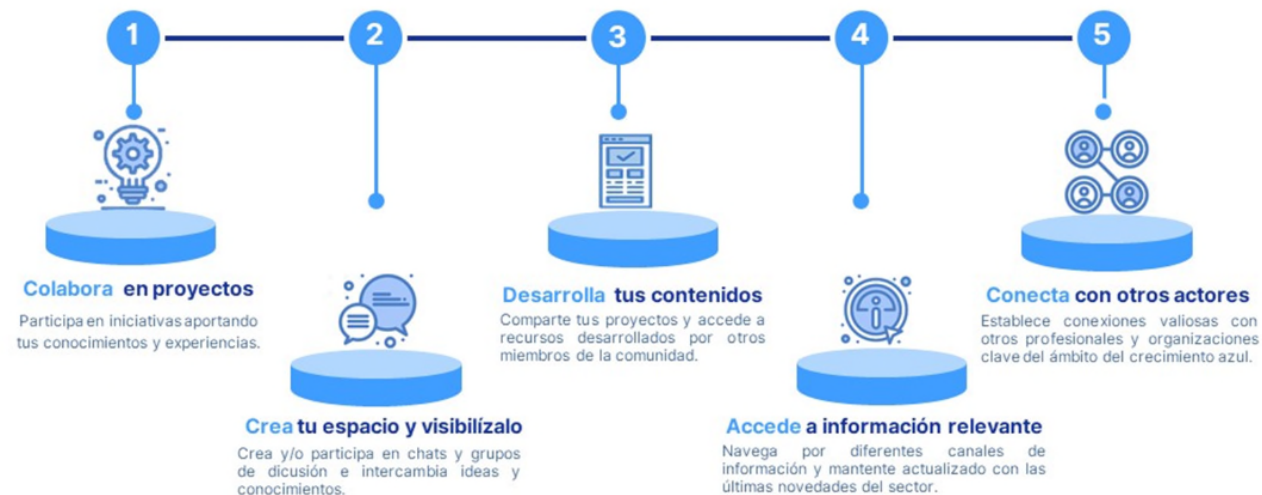 1
Colabora en proyectos
Participa en iniciativas aportando
tus conocimientos y experiencias.
2
Crea tu espacio y visibilízalo
Crea y/o participa en chats y grupos
de dicusión e intercambia ideas y
conocimientos.
3
Desarrolla tus contenidos
Comparte tus proyectos y accede a
recursos desarrollados por otros
miembros de la comunidad.
4
Accede a información relevante
Navega por diferentes canales de
información y mantente actualizado con las
últimas novedades del sector.
5
Conecta con otros actores
Establece conexiones valiosas con
otros profesionales y organizaciones
clave del ámbito del crecimiento azul.